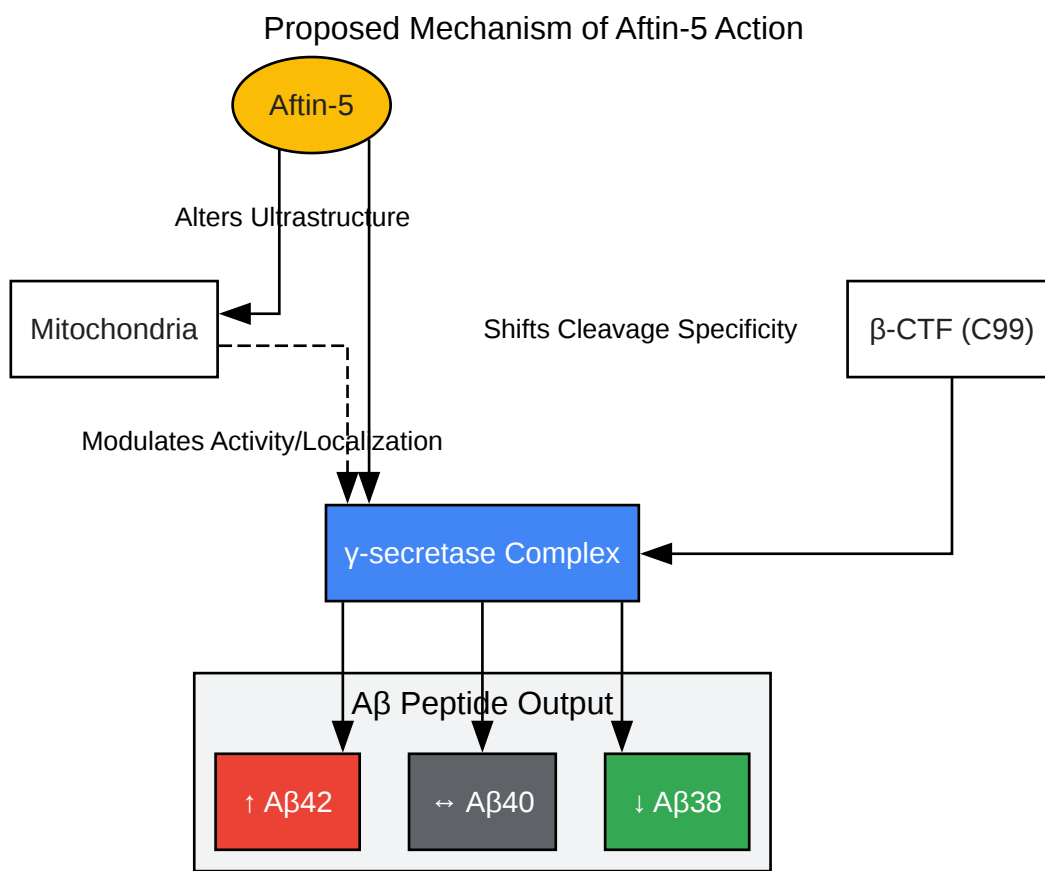 Proposed Mechanism of Aftin-5 Action
Aftin-5
Alters Ultrastructure
Mitochondria
Shifts Cleavage Specificity
β-CTF (C99)
Modulates Activity/Localization
γ-secretase Complex
Aβ Peptide Output
↑ Aβ42
↔ Aβ40
↓ Aβ38